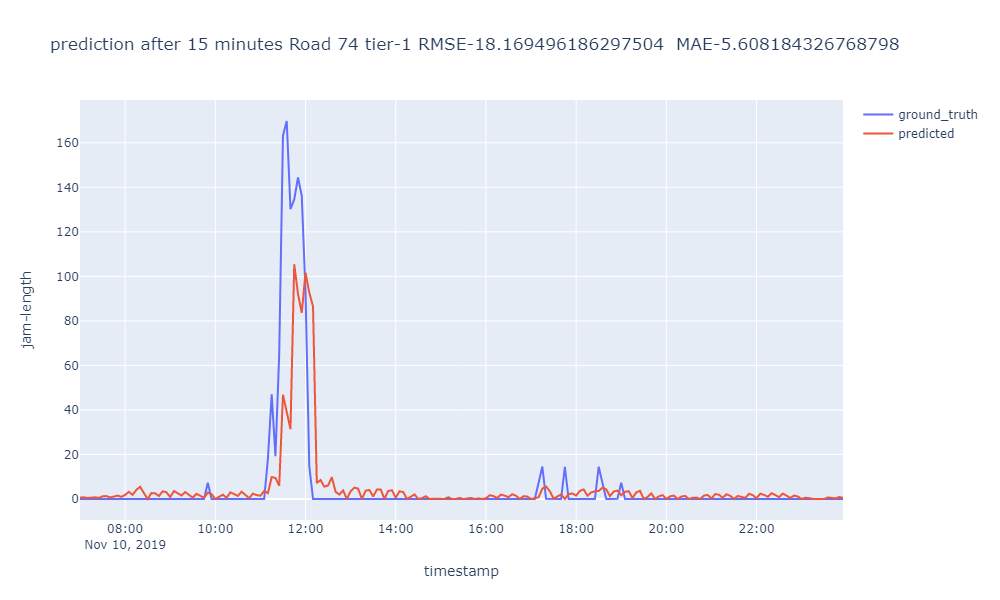 prediction after 15 minutes Road 74 tier-1 RMSE-18.169496186297504  MAE-5.608184326768798
ground_truth
predicted
160
140
120
100
80
60
40
20
0
jam-length
08:00 10:00 12:00 14:00 16:00 18:00 20:00 22:00
Nov 10, 2019
timestamp